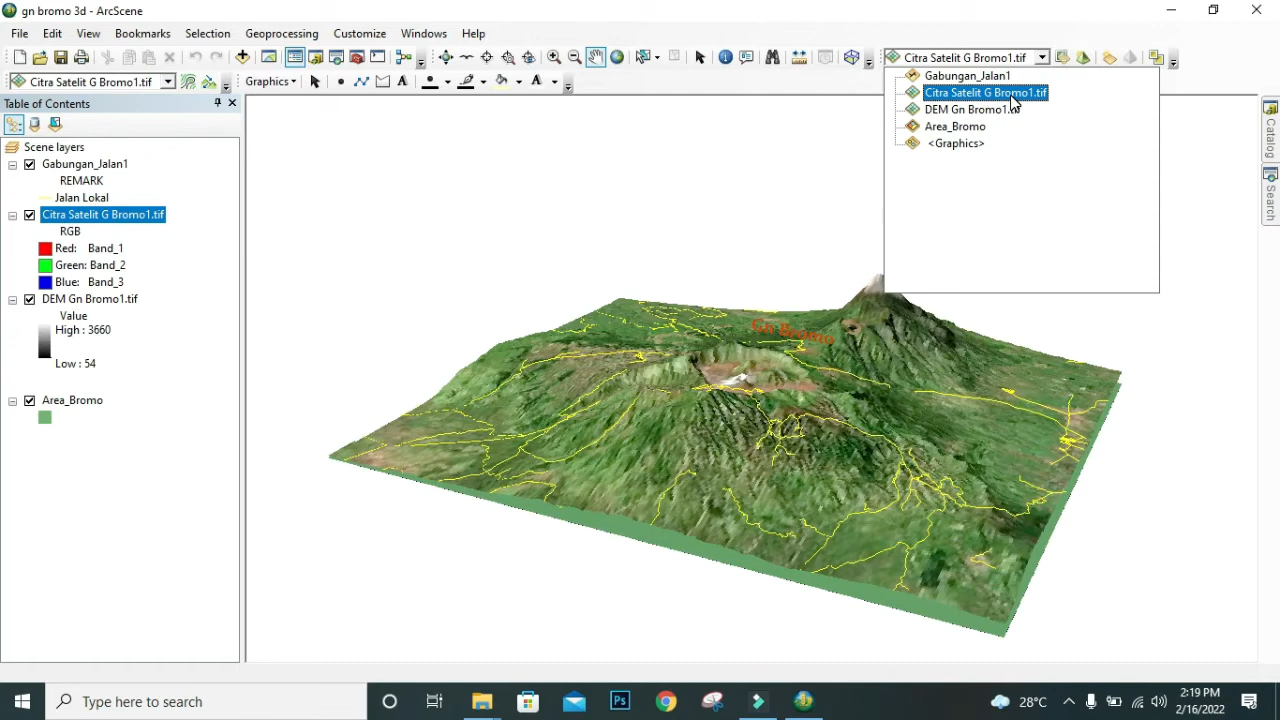 gn bromo 3d - ArcScene
File Edit View Bookmarks Selection Geoprocessing Customize Windows Help
Citra Satelit G Bromo1.tif
Citra Satelit G Bromo1.tif
Graphics
A
A
Gabungan_Jalan1
Citra Satelit G Bromo1.tif
DEM Gn Bromo1.tif
Area_Bromo
<Graphics>
Table of Contents
Scene layers
Gabungan_Jalan1
REMARK
Jalan Lokal
Citra Satelit G Bromo1.tif
RGB
Red: Band_1
Green: Band_2
Blue: Band_3
DEM Gn Bromo1.tif
Value
High : 3660
Low : 54
Area_Bromo
Gn Bromo
Catalog
Search
Type here to search
Ps
28°C
2:19 PM
2/16/2022